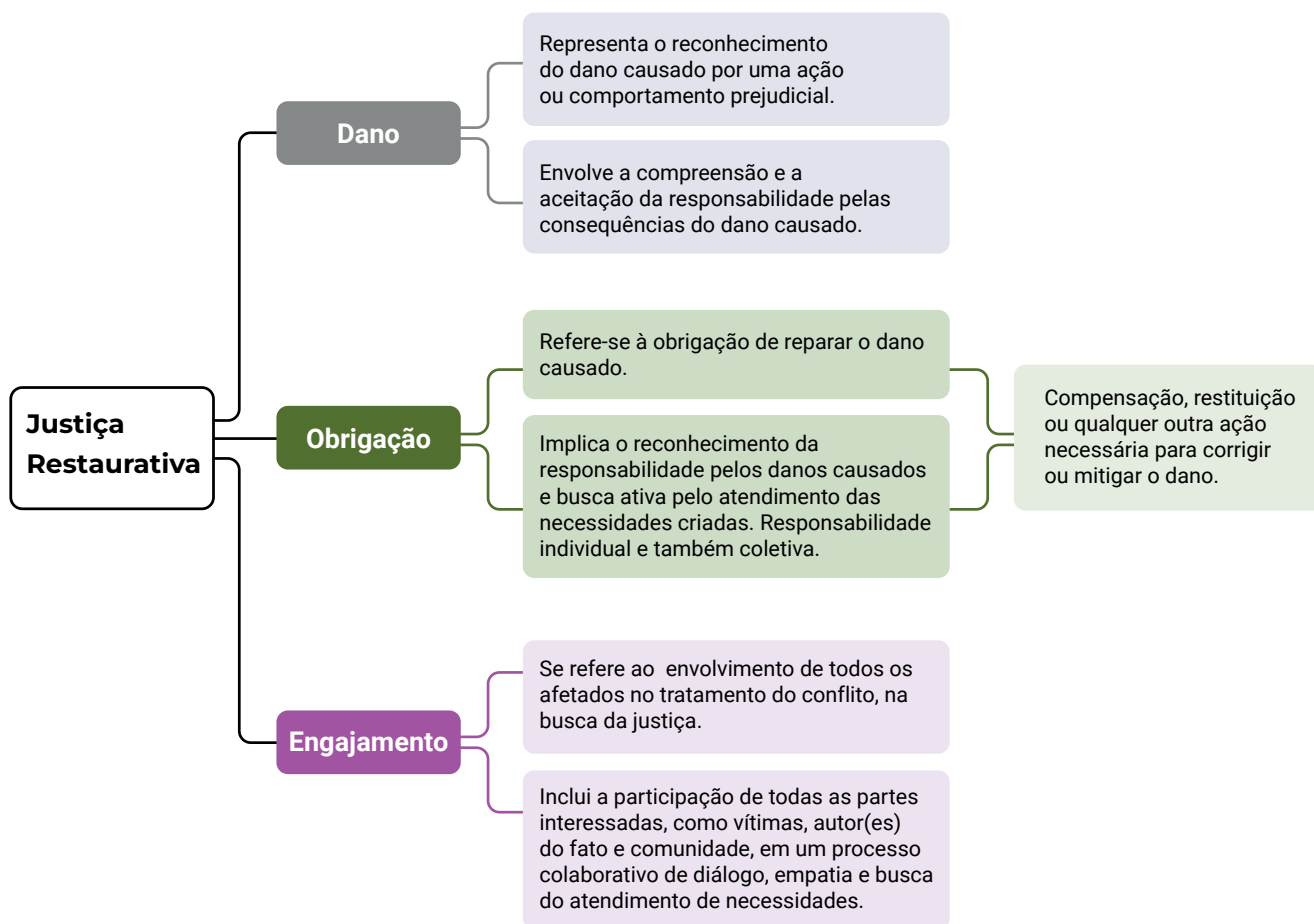 Justiça
Restaurativa
Dano
Representa o reconhecimento
do dano causado por uma ação
ou comportamento prejudicial.
Envolve a compreensão e a
aceitação da responsabilidade pelas
consequências do dano causado.
Obrigação
Refere-se à obrigação de reparar o dano
causado.
Implica o reconhecimento da
responsabilidade pelos danos causados
e busca ativa pelo atendimento das
necessidades criadas. Responsabilidade
individual e também coletiva.
Compensação, restituição
ou qualquer outra ação
necessária para corrigir
ou mitigar o dano.
Engajamento
Se refere ao  envolvimento de todos os
afetados no tratamento do conflito, na
busca da justiça.
Inclui a participação de todas as partes
interessadas, como vítimas, autor(es)
do fato e comunidade, em um processo
colaborativo de diálogo, empatia e busca
do atendimento de necessidades.